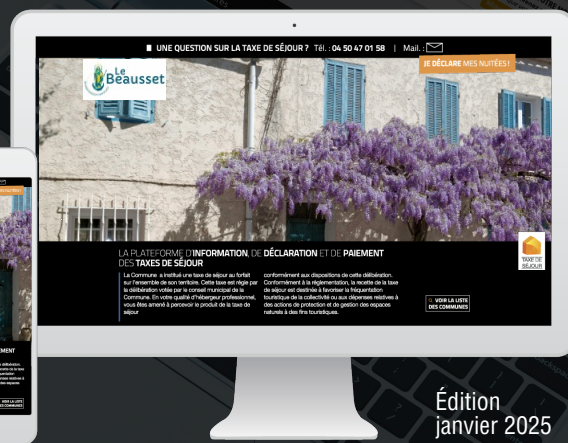 UNE QUESTION SUR LA TAXE DE SÉJOUR ? Tél. : 04 50 47 01 58 | Mail. :
JE DÉCLARE MES NUITÉES !
Le
Beausset
LA PLATEFORME D'INFORMATION, DE DÉCLARATION ET DE PAIEMENT
DES TAXES DE SÉJOUR
La Commune a institué une taxe de séjour au forfait
sur l'ensemble de son territoire. Cette taxe est régie par
la délibération votée par le conseil municipal de la
Commune. En votre qualité d'hébergeur professionnel,
vous êtes amené à percevoir le produit de la taxe de
séjour
conformément aux dispositions de cette délibération.
Conformément à la réglementation, la recette de la taxe
de séjour est destinée à favoriser la fréquentation
touristique de la collectivité ou aux dépenses relatives à
des actions de protection et de gestion des espaces
naturels à des fins touristiques.
TAXE DE
SÉJOUR
VOIR LA LISTE
DES COMMUNES
Édition
janvier 2025